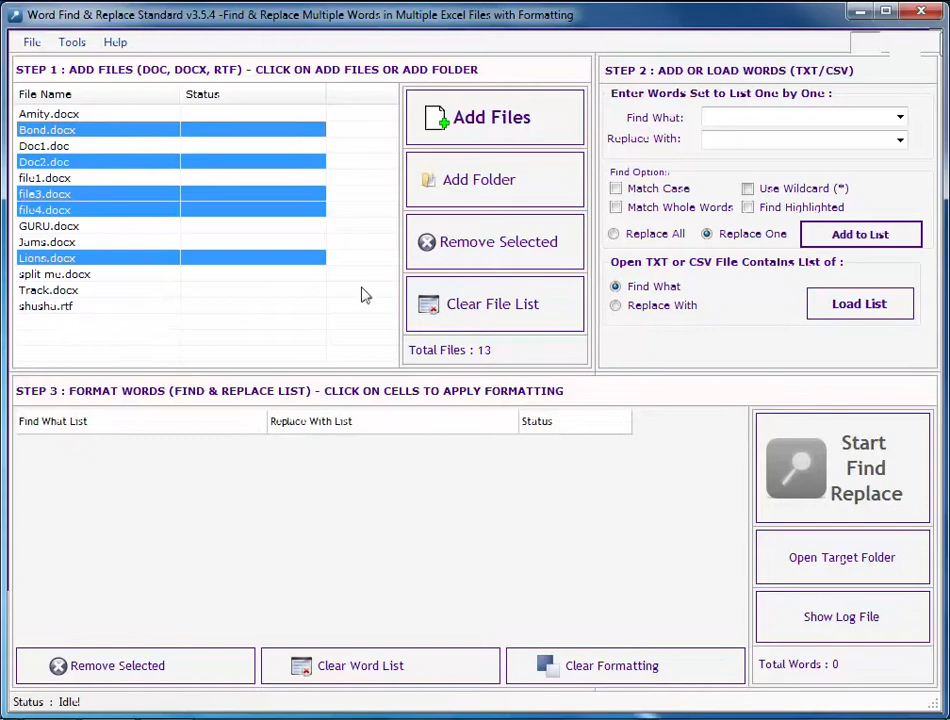 Word Find & Replace Standard v3.5.4 -Find & Replace Multiple Words in Multiple Excel Files with Formatting
File Tools Help
STEP 1 : ADD FILES (DOC, DOCX, RTF) - CLICK ON ADD FILES OR ADD FOLDER
File Name Status
Amity.docx
Bond.docx
Doc1.doc
Doc2.doc
file1.docx
file3.docx
file4.docx
GURU.docx
Jums.docx
Lions.docx
split me.docx
Track.docx
shusha.rtf
Add Files
Add Folder
Remove Selected
Clear File List
Total Files : 13
STEP 2 : ADD OR LOAD WORDS (TXT/CSV)
Enter Words Set to List One by One :
Find What:
Replace With:
Find Option:
Match Case Use Wildcard (*)
Match Whole Words Find Highlighted
Replace All Replace One Add to List
Open TXT or CSV File Contains List of :
Find What
Replace With
Load List
STEP 3 : FORMAT WORDS (FIND & REPLACE LIST) - CLICK ON CELLS TO APPLY FORMATTING
Find What List Replace With List Status
Start
Find
Replace
Open Target Folder
Show Log File
Remove Selected Clear Word List Clear Formatting Total Words : 0
Status : Idle!